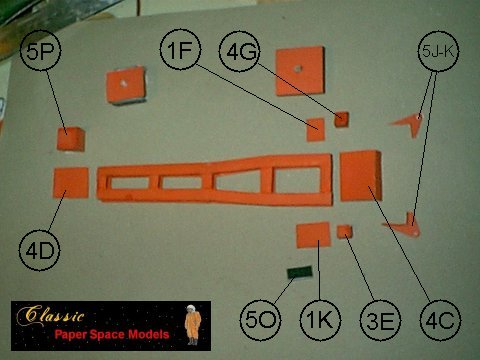 5P
1F
4G
5J-K
4D
5O
1K
3E
4C
Classic
Paper Space Models